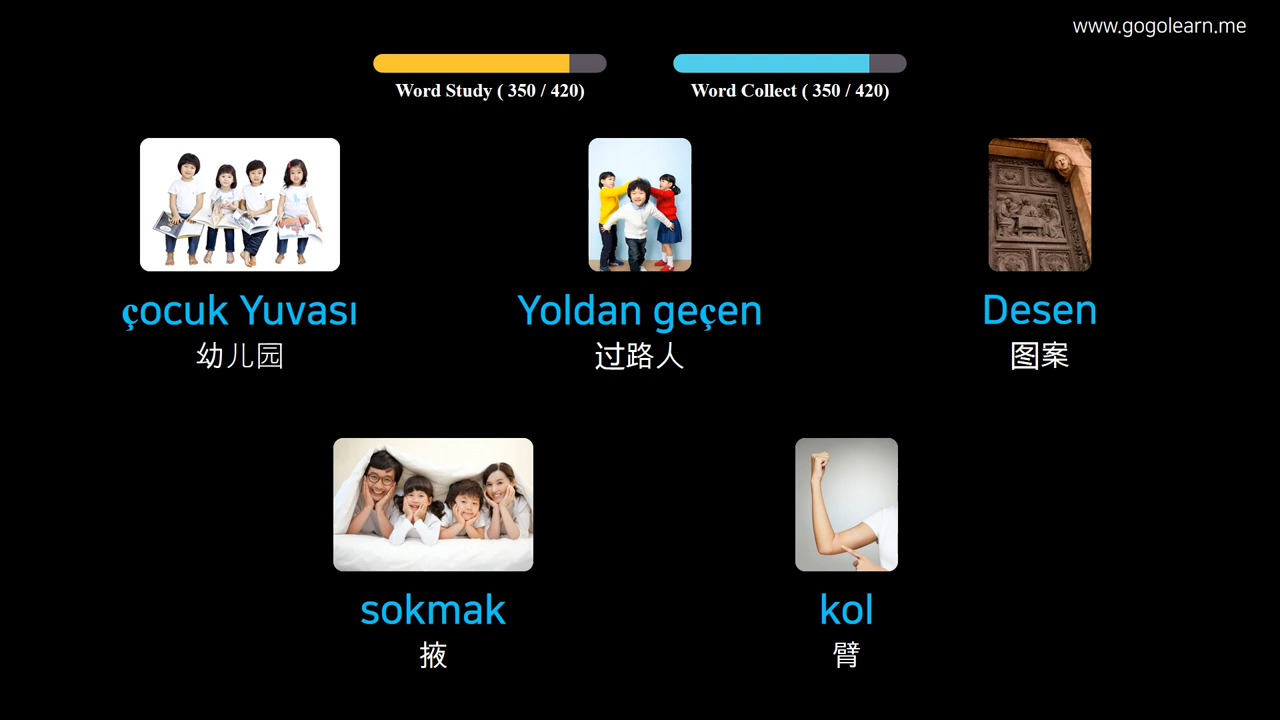 www.gogolearn.me
Word Study ( 350 / 420)
Word Collect ( 350 / 420)
çocuk Yuvası
幼儿园
Yoldan geçen
过路人
Desen
图案
sokmak
掖
kol
臂